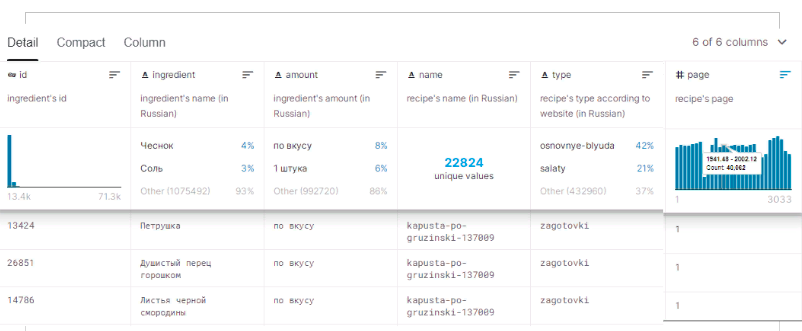 Detail Compact Column 6 of 6 columns
id ingredient amount name type page
ingredient's id ingredient's name (in Russian) ingredient's amount (in Russian) recipe's name (in Russian) recipe's type according to website (in Russian) recipe's page
Чеснок 4% по вкусу 8% osnovnye-blyuda 42%
1941.48 - 2002.12
Count: 40,662
22824
unique values
Соль 3% 1 штука 6% salaty 21%
Other (1075492) 93% Other (992720) 86% Other (432960) 37%
13.4k 71.3k 1 3033
13424 Петрушка по вкусу kapusta-po-gruzinski-137009 zagotovki 1
26851 Душистый перец горошком по вкусу kapusta-po-gruzinski-137009 zagotovki 1
14786 Листья черной смородины по вкусу kapusta-po-gruzinski-137009 zagotovki 1